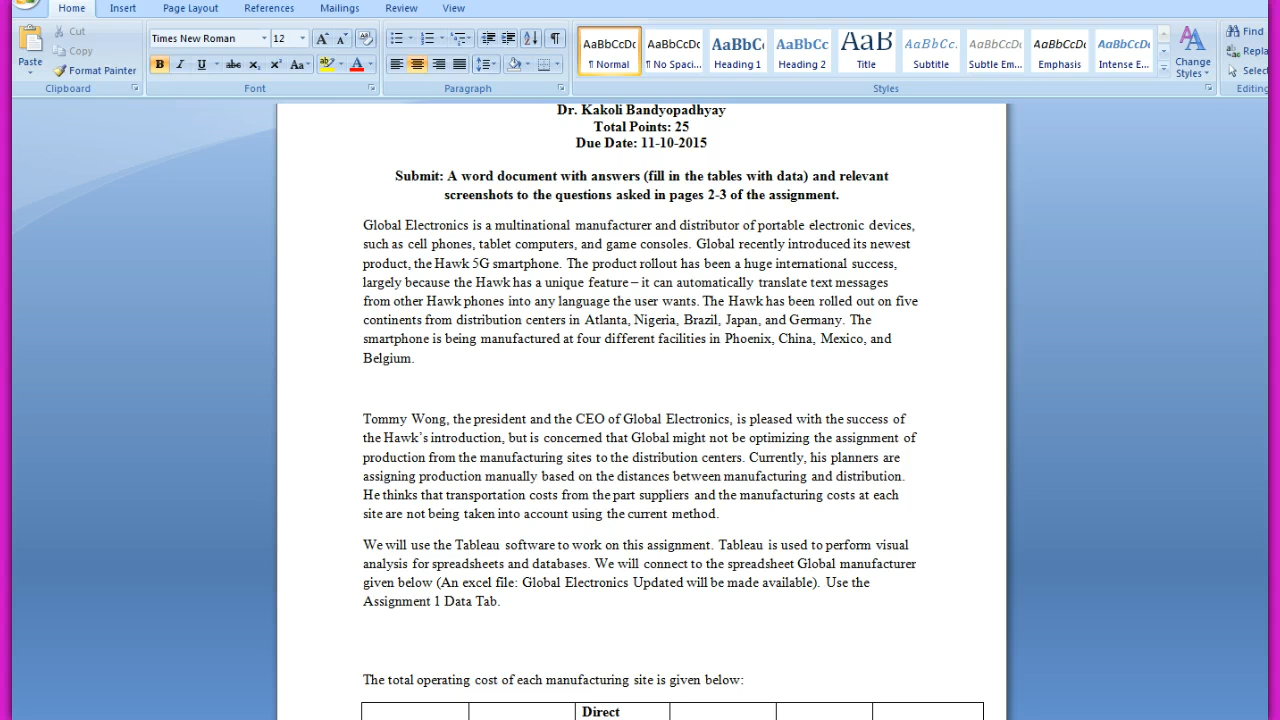 Home Insert Page Layout References Mailings Review View
Paste Cut Copy Format Painter
Times New Roman 12
Clipboard Font Paragraph Styles Editing
AaBbCcDc AaBbCcDc AaBbC AaBbCc AaB AaBbCc. AaBbCcDc AaBbCcDc AaBbCcDc
¶ Normal ¶ No Spaci... Heading 1 Heading 2 Title Subtitle Subtle Em... Emphasis Intense E...
Change Styles
Find
Repla
Select
Dr. Kakoli Bandyopadhyay
Total Points: 25
Due Date: 11-10-2015
Submit: A word document with answers (fill in the tables with data) and relevant
screenshots to the questions asked in pages 2-3 of the assignment.
Global Electronics is a multinational manufacturer and distributor of portable electronic devices,
such as cell phones, tablet computers, and game consoles. Global recently introduced its newest
product, the Hawk 5G smartphone. The product rollout has been a huge international success,
largely because the Hawk has a unique feature – it can automatically translate text messages
from other Hawk phones into any language the user wants. The Hawk has been rolled out on five
continents from distribution centers in Atlanta, Nigeria, Brazil, Japan, and Germany. The
smartphone is being manufactured at four different facilities in Phoenix, China, Mexico, and
Belgium.
Tommy Wong, the president and the CEO of Global Electronics, is pleased with the success of
the Hawk's introduction, but is concerned that Global might not be optimizing the assignment of
production from the manufacturing sites to the distribution centers. Currently, his planners are
assigning production manually based on the distances between manufacturing and distribution.
He thinks that transportation costs from the part suppliers and the manufacturing costs at each
site are not being taken into account using the current method.
We will use the Tableau software to work on this assignment. Tableau is used to perform visual
analysis for spreadsheets and databases. We will connect to the spreadsheet Global manufacturer
given below (An excel file: Global Electronics Updated will be made available). Use the
Assignment 1 Data Tab.
The total operating cost of each manufacturing site is given below:
Direct